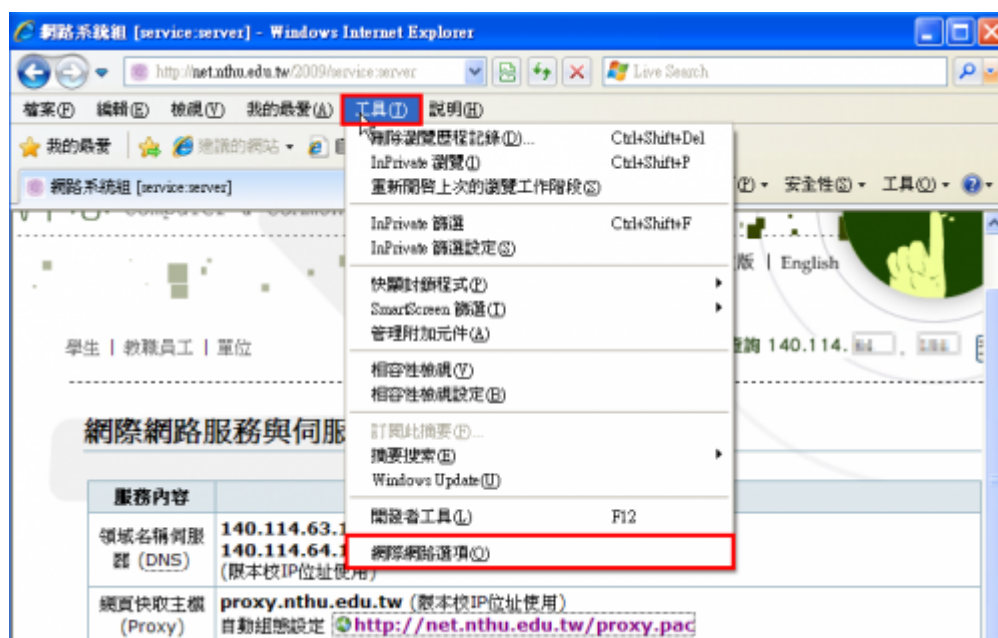 網路系統組 [service:server] - Windows Internet Explorer
http://net.nthu.edu.tw/2009/service:server
Live Search
檔案(F) 編輯(E) 檢視(V) 我的最愛(A) 工具(T) 說明(H)
我的最愛 建議的網站
網路系統組 [service:server]
安全性(S) 工具(O)
刪除瀏覽歷程記錄(D)... Ctrl+Shift+Del
InPrivate 瀏覽(I) Ctrl+Shift+P
重新開啟上次的瀏覽工作階段(S)
InPrivate 篩選 Ctrl+Shift+F
InPrivate 篩選設定(S)
快顯封鎖程式(P)
SmartScreen 篩選(T)
管理附加元件(A)
相容性檢視(V)
相容性檢視設定(B)
訂閱此摘要(F)...
摘要搜索(E)
Windows Update(U)
開發者工具(L) F12
網際網路選項(O)
版 | English
學生 | 教職員工 | 單位
查詢 140.114.
網際網路服務與伺服
服務內容
領域名稱伺服器 (DNS)
140.114.63.1
140.114.64.1
(限本校IP位址使用)
網頁快取主機 (Proxy)
proxy.nthu.edu.tw (限本校IP位址使用)
自動組態設定 http://net.nthu.edu.tw/proxy.pac